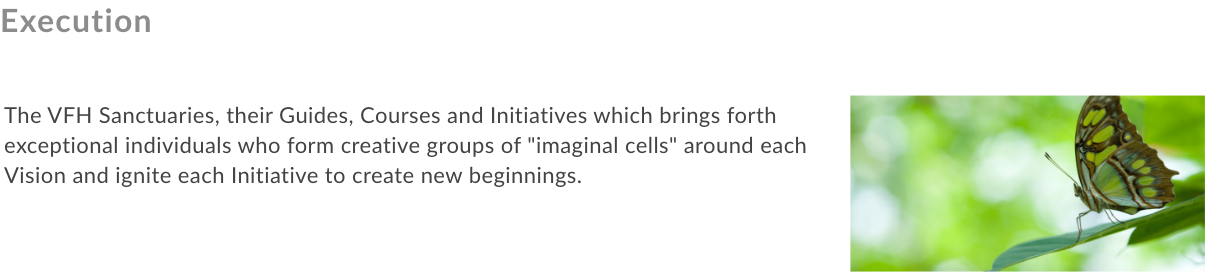 Execution
The VFH Sanctuaries, their Guides, Courses and Initiatives which brings forth
exceptional individuals who form creative groups of "imaginal cells" around each
Vision and ignite each Initiative to create new beginnings.